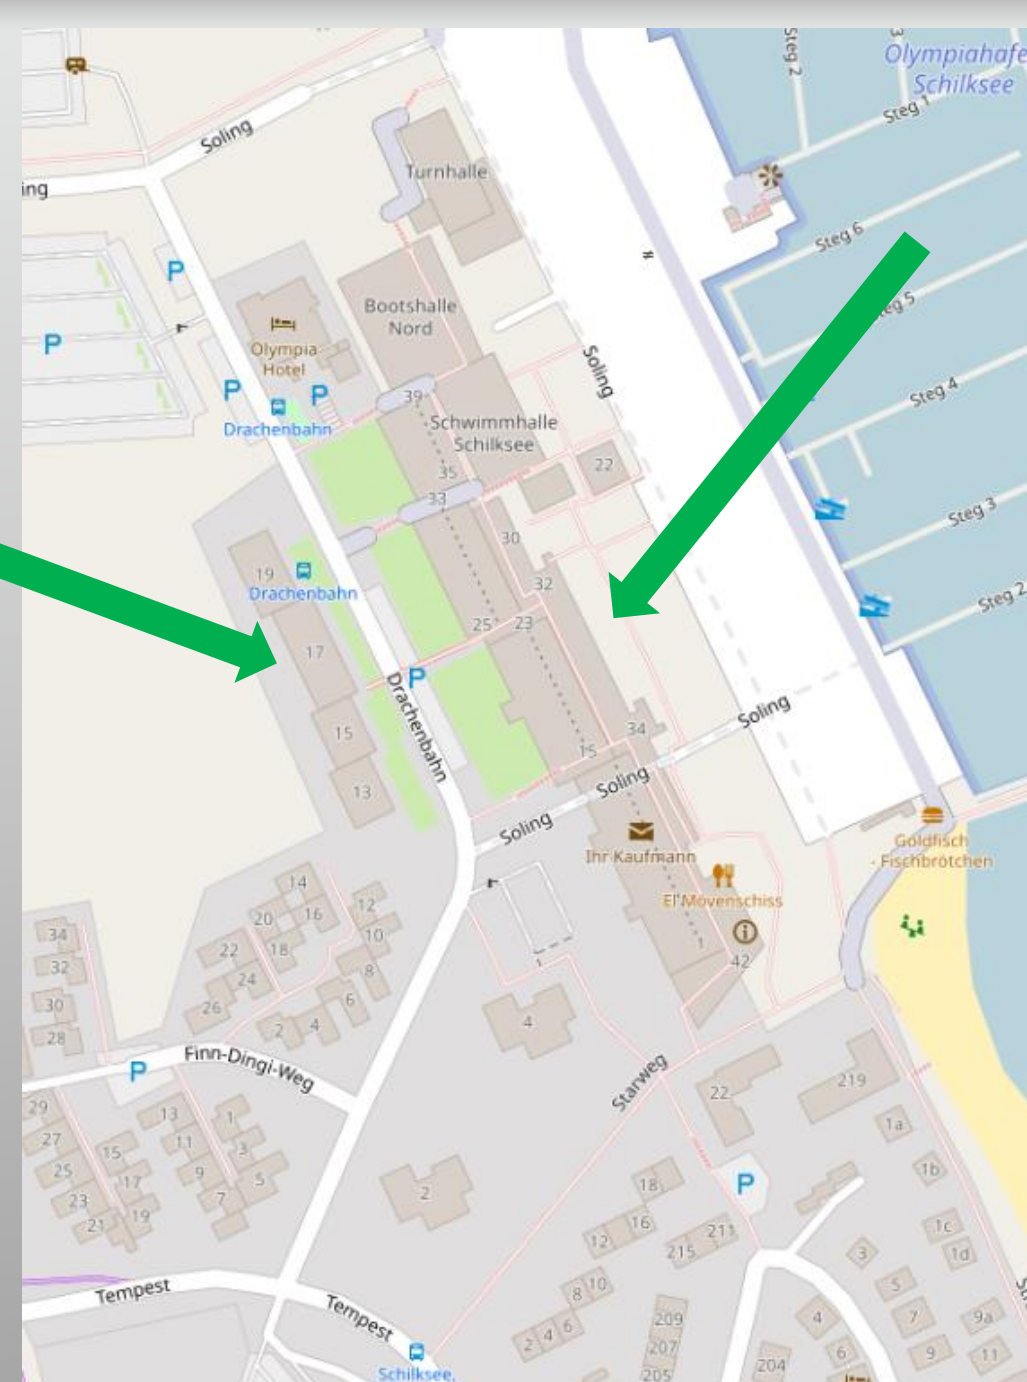 Steg 2
3
Olympiahafe
Schilksee
Steg 1
Soling
Turnhalle
ing
Steg 6
P
Bootshalle
Nord
eg 5
P
Olympia
Hotel
Soling
P
P
Steg 4
39
Drachenbahn
Schwimmhalle
Schilksee
22
35
33
Steg 3
30
19
Drachenbahn
32
Steg 2
25
23
17
P
Drachenbahn
15
34
Soling
15
13
Soling
Soling
Ihr Kaufmann
Goldfisch
- Fischbrötchen
El Mövenschiss
14
12
20
16
34
10
22
18
1
42
32
24
8
30
26
6
4
2
4
28
Finn-Dingi-Weg
P
Starweg
22
219
29
13
1
1a
27
11
3
15
25
9
5
17
1b
23
7
2
18
P
21
19
16
211
1c
12
215
3
1d
Tempest
8
10
5
Tempest
6
209
4
7
9a
2
4
207
6
9
11
Schilksee,
205
204